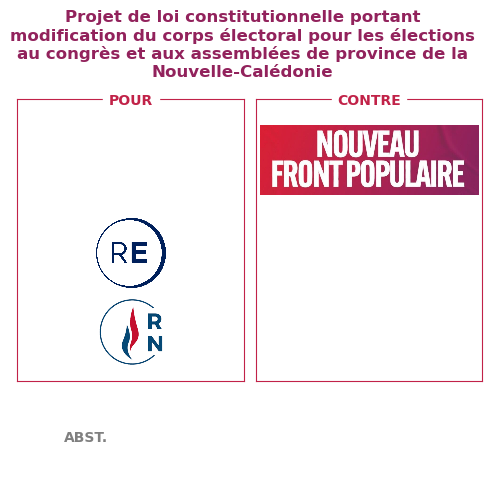 Projet de loi constitutionnelle portant
modification du corps électoral pour les élections
au congrès et aux assemblées de province de la
Nouvelle-Calédonie
POUR
CONTRE
NOUVEAU
FRONT POPULAIRE
RE
R
N
ABST.